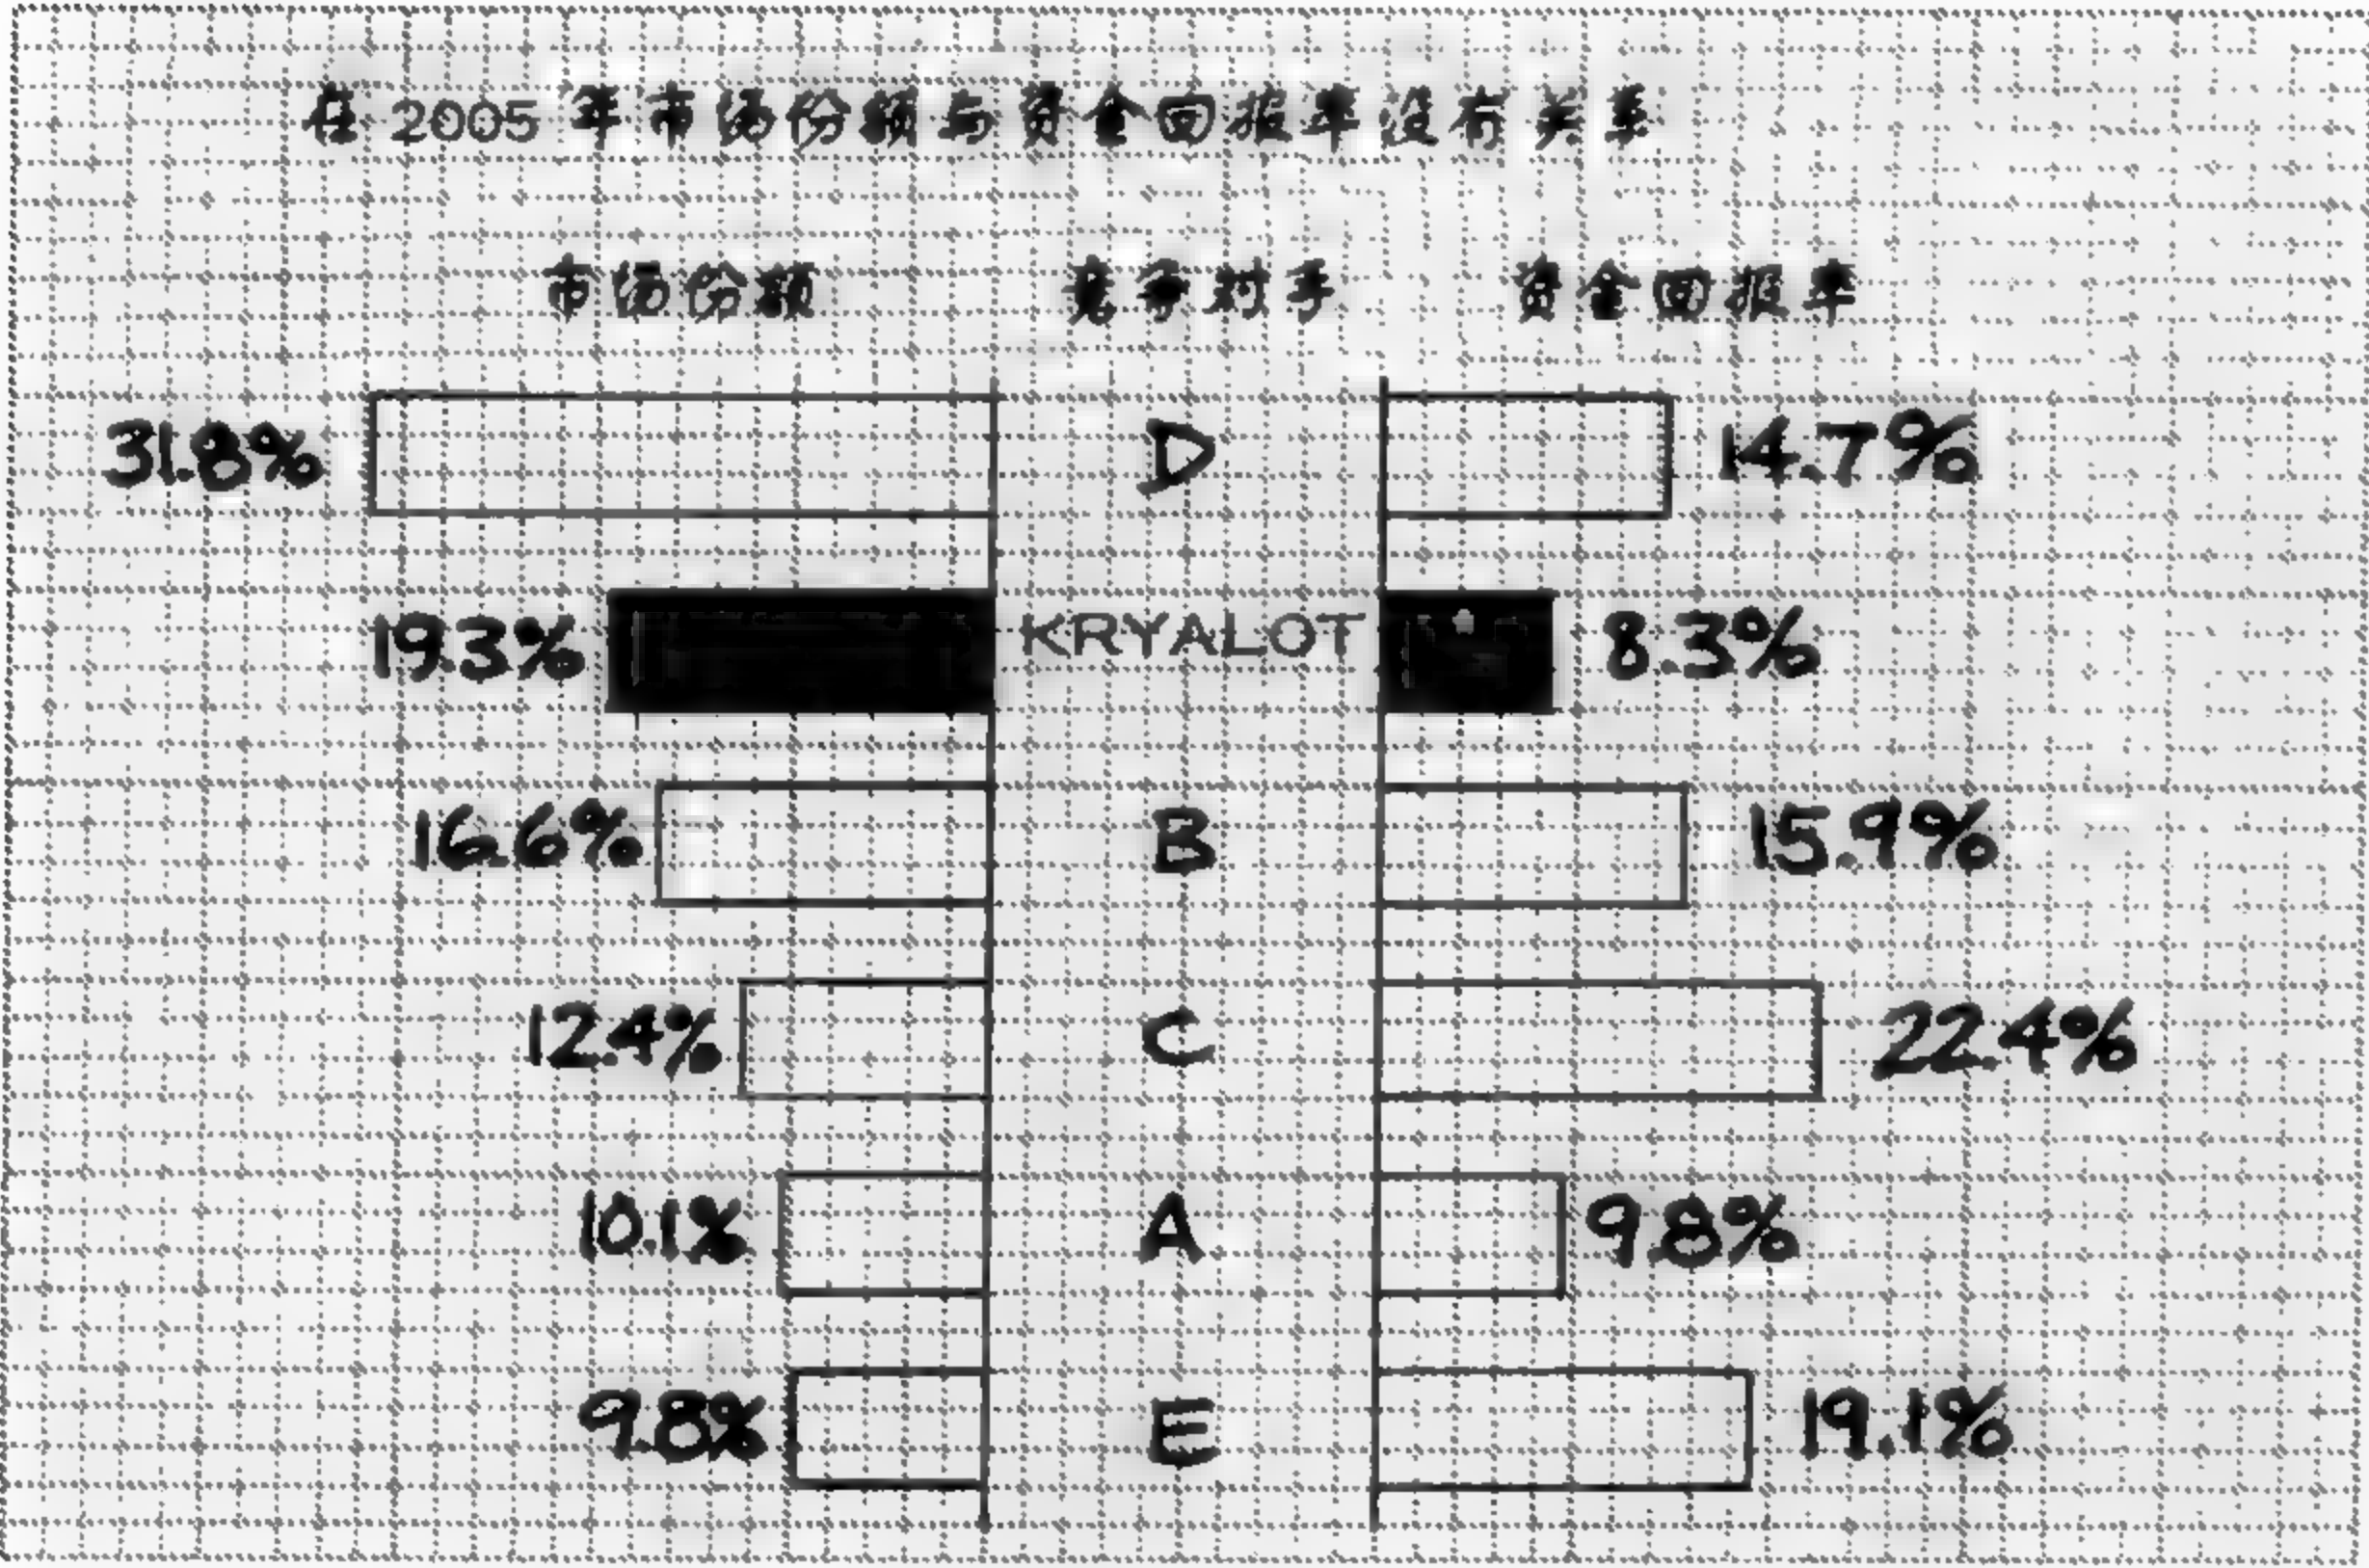 在 2005 年市场份额与资金回报率没有关系
市场份额 竞争对手 资金回报率
31.8% D 14.7%
19.3% KRYALOT 8.3%
16.6% B 15.9%
12.4% C 22.4%
10.1% A 9.8%
9.8% E 19.1%